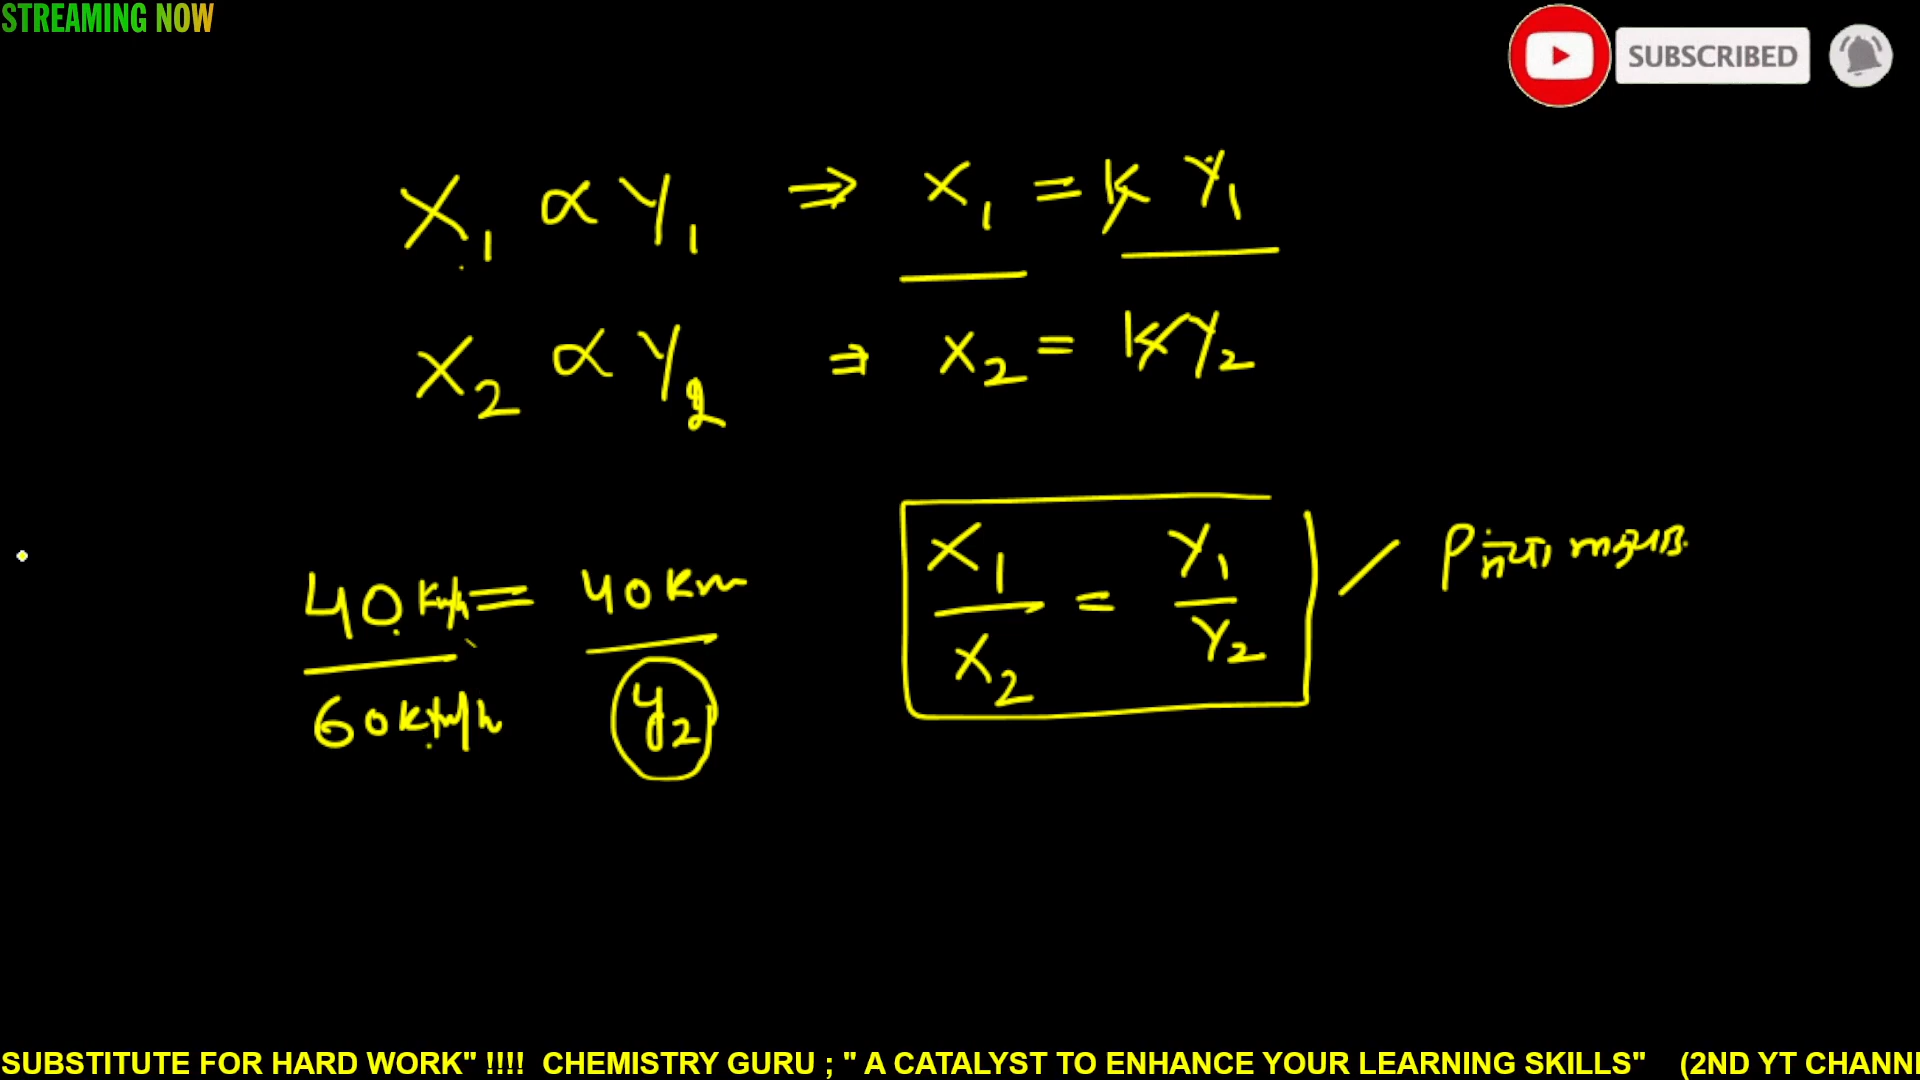 STREAMING NOW
SUBSCRIBED
X₁ ∝ Y₁ ⇒ X₁ = K Y₁
X₂ ∝ Y₂ ⇒ X₂ = K Y₂
40 Km/h = 40 Km
60 Km/h y₂
X₁ = Y₁
X₂ Y₂
SUBSTITUTE FOR HARD WORK" !!!! CHEMISTRY GURU ; " A CATALYST TO ENHANCE YOUR LEARNING SKILLS" (2ND YT CHANN